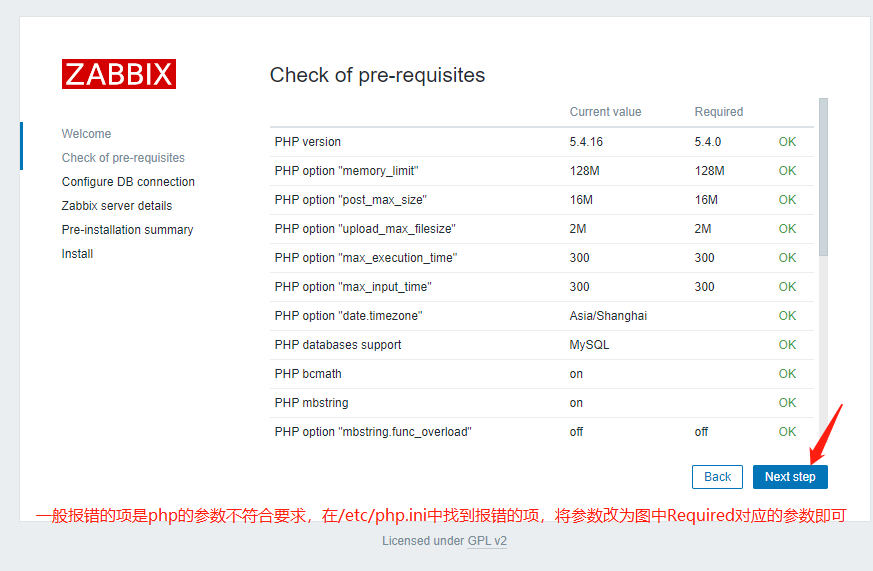 ZABBIX
Welcome
Check of pre-requisites
Configure DB connection
Zabbix server details
Pre-installation summary
Install
Check of pre-requisites
Current value Required
PHP version 5.4.16 5.4.0 OK
PHP option "memory_limit" 128M 128M OK
PHP option "post_max_size" 16M 16M OK
PHP option "upload_max_filesize" 2M 2M OK
PHP option "max_execution_time" 300 300 OK
PHP option "max_input_time" 300 300 OK
PHP option "date.timezone" Asia/Shanghai OK
PHP databases support MySQL OK
PHP bcmath on OK
PHP mbstring on OK
PHP option "mbstring.func_overload" off off OK
Back Next step
一般报错的项是php的参数不符合要求，在/etc/php.ini中找到报错的项，将参数改为图中Required对应的参数即可
Licensed under GPL v2